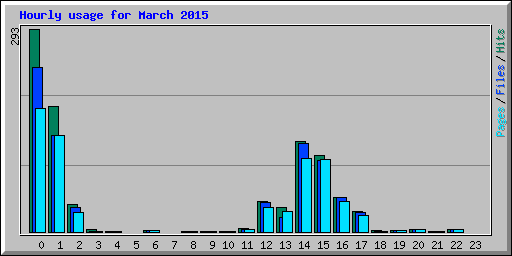 Hourly usage for March 2015
293
Pages/Files/Hits
0 1 2 3 4 5 6 7 8 9 10 11 12 13 14 15 16 17 18 19 20 21 22 23